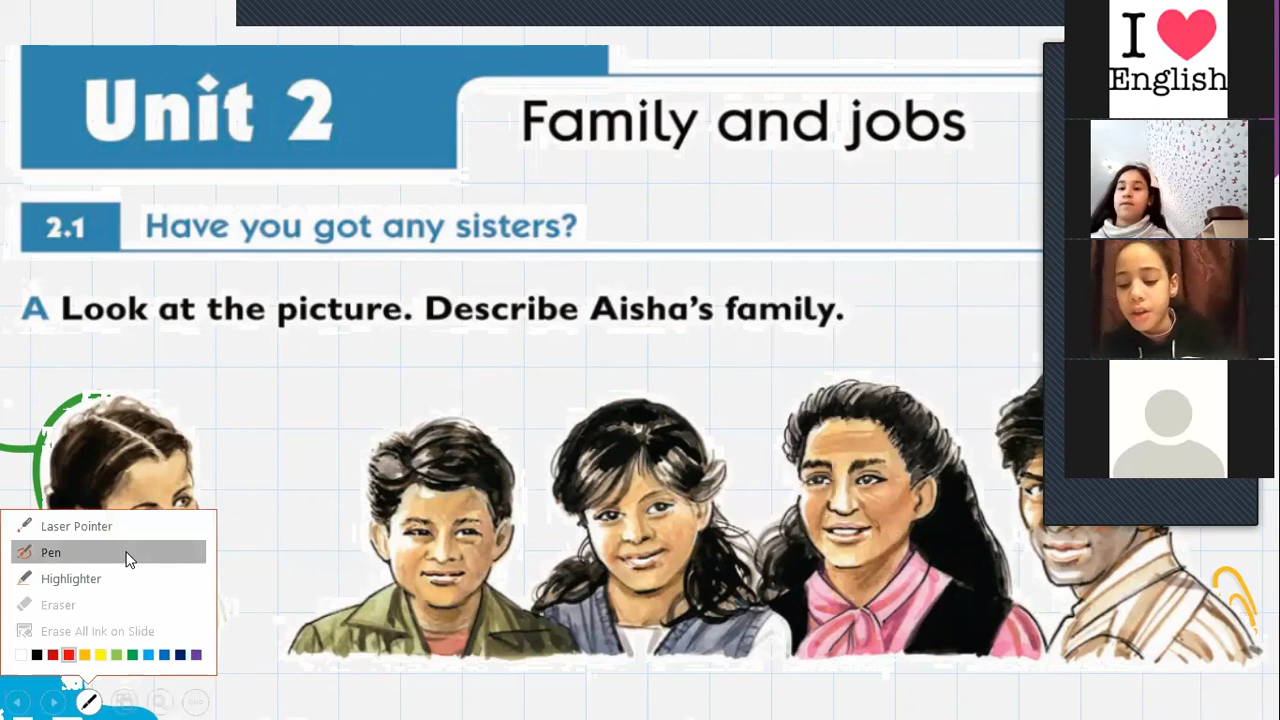 Unit 2
Family and jobs
2.1 Have you got any sisters?
A Look at the picture. Describe Aisha's family.
I
English
Laser Pointer
Pen
Highlighter
Eraser
Erase All Ink on Slide